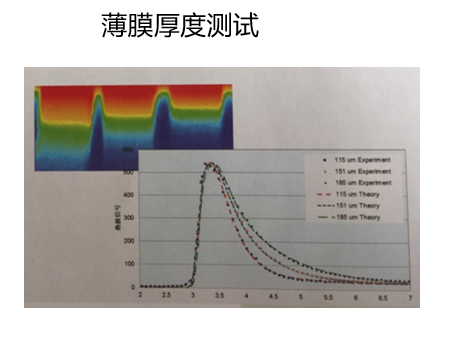 薄膜厚度测试
115 um Experiment
151 um Experiment
185 um Experiment
115 um Theory
151 um Theory
185 um Theory
600
500
400
300
200
100
0
2 2.5 3 3.5 4 4.5 5 5.5 6 6.5 7